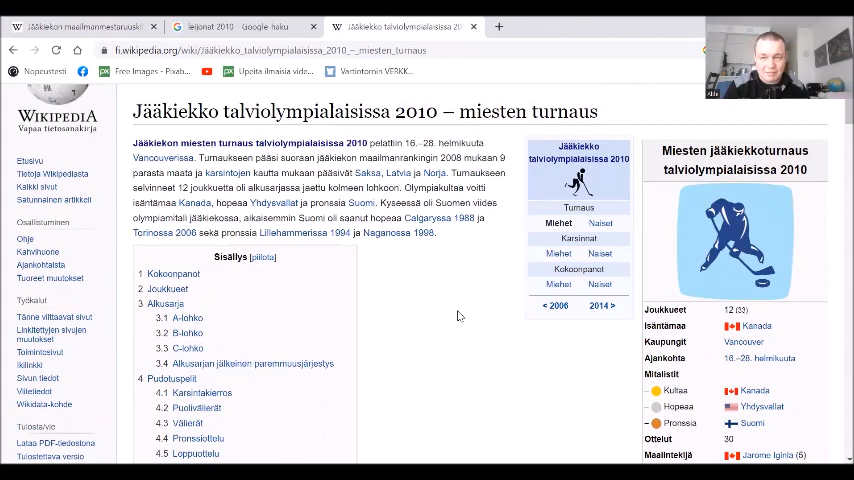 Jääkiekon maailmanmestaruuskil
leijonat 2010 - Google-haku
Jääkiekko talviolympialaisissa 20
fi.wikipedia.org/wiki/Jääkiekko_talviolympialaisissa_2010_–_miesten_turnaus
Nopeustesti
Free Images - Pixab...
Upeita ilmaisia video...
Vartiotornin VERKK...
WIKIPEDIA
Vapaa tietosanakirja
Etusivu
Tietoja Wikipediasta
Kaikki sivut
Satunnainen artikkeli
Osallistuminen
Ohje
Kahvihuone
Ajankohtaista
Tuoreet muutokset
Työkalut
Tänne viittaavat sivut
Linkitettyjen sivujen
muutokset
Toimintosivut
Ikilinkki
Sivun tiedot
Viitetiedot
Wikidata-kohde
Tulosta/vie
Lataa PDF-tiedostona
Tulostettava versio
Jääkiekko talviolympialaisissa 2010 – miesten turnaus
Jääkiekon miesten turnaus talviolympialaisissa 2010 pelattiin 16.–28. helmikuuta
Vancouverissa. Turnaukseen pääsi suoraan jääkiekon maailmanrankingin 2008 mukaan 9
parasta maata ja karsintojen kautta mukaan pääsivät Saksa, Latvia ja Norja. Turnaukseen
selvinneet 12 joukkuetta oli alkusarjassa jaettu kolmeen lohkoon. Olympiakultaa voitti
isäntämaa Kanada, hopeaa Yhdysvallat ja pronssia Suomi. Kyseessä oli Suomen viides
olympiamitali jääkiekossa, aikaisemmin Suomi oli saanut hopeaa Calgaryssa 1988 ja
Torinossa 2006 sekä pronssia Lillehammerissa 1994 ja Naganossa 1998.
Sisällys [piilota]
1 Kokoonpanot
2 Joukkueet
3 Alkusarja
3.1 A-lohko
3.2 B-lohko
3.3 C-lohko
3.4 Alkusarjan jälkeinen paremmuusjärjestys
4 Pudotuspelit
4.1 Karsintakierros
4.2 Puolivälierät
4.3 Välierät
4.4 Pronssiottelu
4.5 Loppuottelu
Jääkiekko
talviolympialaisissa 2010
Turnaus
Miehet Naiset
Karsinnat
Miehet Naiset
Kokoonpanot
Miehet Naiset
< 2006 2014 >
Miesten jääkiekkoturnaus
talviolympialaisissa 2010
Joukkueet 12 (33)
Isäntämaa Kanada
Kaupungit Vancouver
Ajankohta 16.–28. helmikuuta
Mitalistit
Kultaa Kanada
Hopeaa Yhdysvallat
Pronssia Suomi
Ottelut 30
Maalintekijä Jarome Iginla (5)